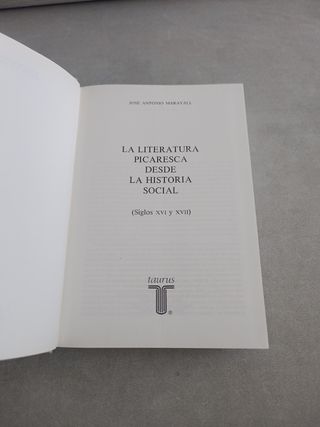 JOSÉ ANTONIO MARAVALL
LA LITERATURA
PICARESCA
DESDE
LA HISTORIA
SOCIAL
(Siglos XVI y XVII)
taurus
®